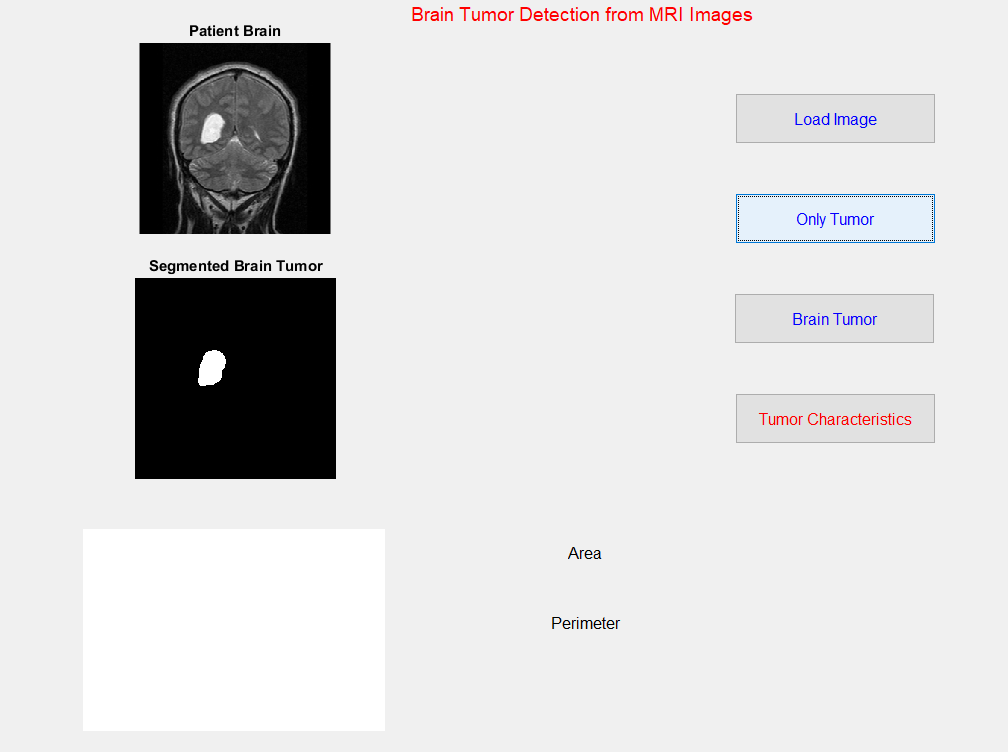 Brain Tumor Detection from MRI Images
Patient Brain
Load Image
Only Tumor
Segmented Brain Tumor
Brain Tumor
Tumor Characteristics
Area
Perimeter